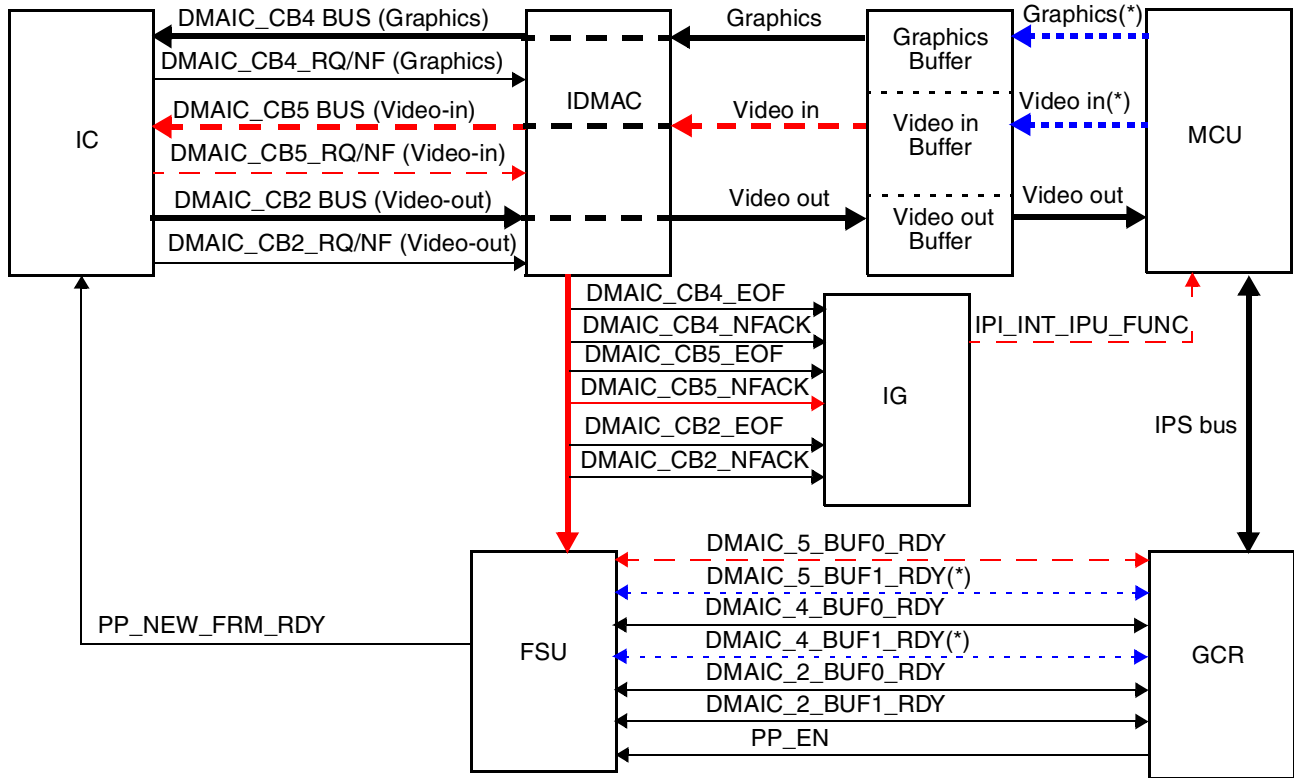 DMAIC_CB4 BUS (Graphics)
DMAIC_CB4_RQ/NF (Graphics)
DMAIC_CB5 BUS (Video-in)
DMAIC_CB5_RQ/NF (Video-in)
DMAIC_CB2 BUS (Video-out)
DMAIC_CB2_RQ/NF (Video-out)
IC
IDMAC
Graphics
Video in
Video out
Graphics
Buffer
Video in
Buffer
Video out
Buffer
Graphics(*)
Video in(*)
Video out
MCU
DMAIC_CB4_EOF
DMAIC_CB4_NFACK
DMAIC_CB5_EOF
DMAIC_CB5_NFACK
DMAIC_CB2_EOF
DMAIC_CB2_NFACK
IG
IPI_INT_IPU_FUNC
IPS bus
PP_NEW_FRM_RDY
FSU
DMAIC_5_BUF0_RDY
DMAIC_5_BUF1_RDY(*)
DMAIC_4_BUF0_RDY
DMAIC_4_BUF1_RDY(*)
DMAIC_2_BUF0_RDY
DMAIC_2_BUF1_RDY
PP_EN
GCR